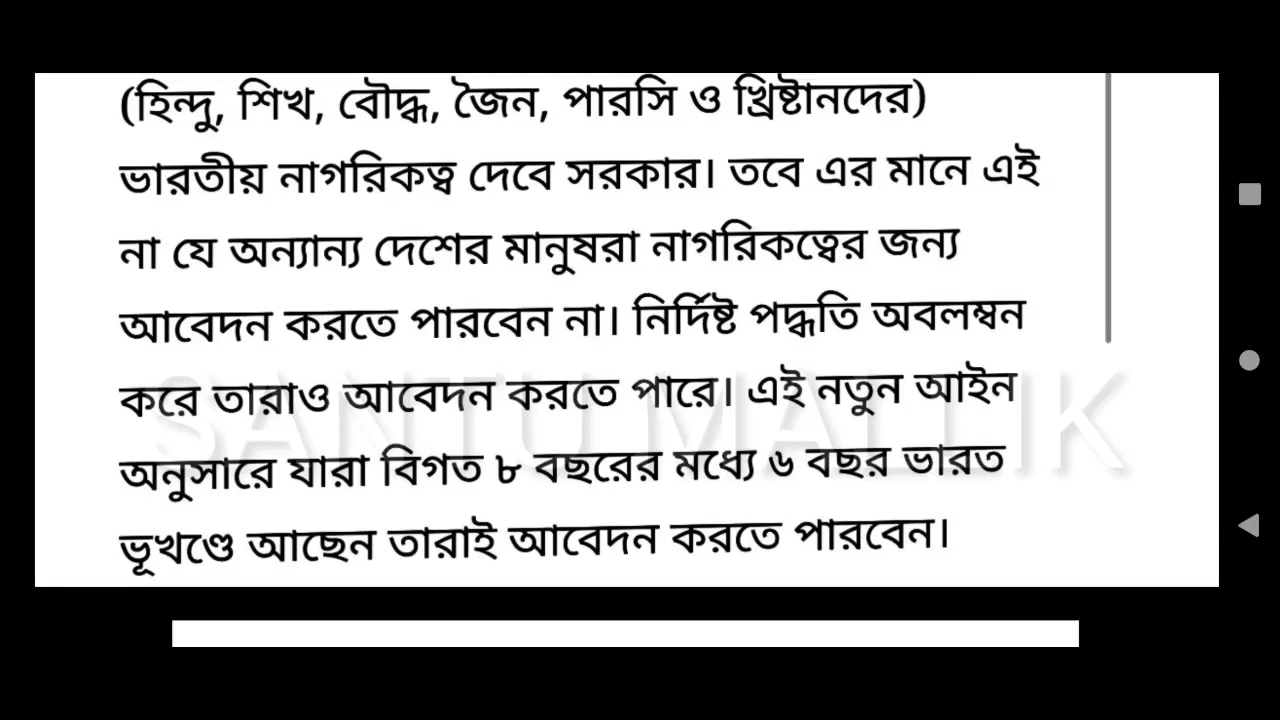 (হিন্দু, শিখ, বৌদ্ধ, জৈন, পারসি ও খ্রিষ্টানদের)
ভারতীয় নাগরিকত্ব দেবে সরকার। তবে এর মানে এই
না যে অন্যান্য দেশের মানুষরা নাগরিকত্বের জন্য
আবেদন করতে পারবেন না। নির্দিষ্ট পদ্ধতি অবলম্বন
করে তারাও আবেদন করতে পারে। এই নতুন আইন
SANTU MALLIK
অনুসারে যারা বিগত ৮ বছরের মধ্যে ৬ বছর ভারত
ভূখণ্ডে আছেন তারাই আবেদন করতে পারবেন।